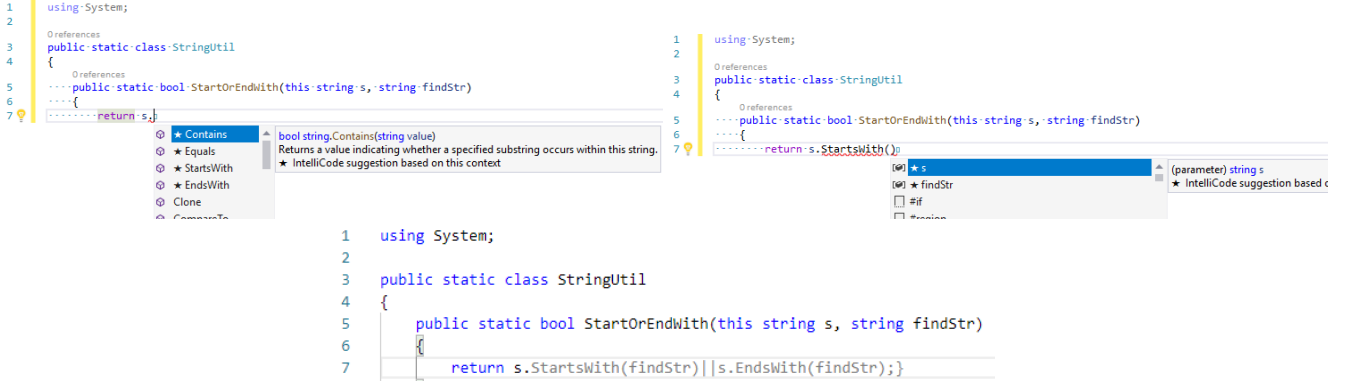 1 using·System;
2
0 references
3 public·static·class·StringUtil
4 {
0 references
5 ····public·static·bool·StartOrEndWith(this·string·s,·string·findStr)
6 ····{
7 ········return·s.
★ Contains
★ Equals
★ StartsWith
★ EndsWith
Clone
CompareTo
bool string.Contains(string value)
Returns a value indicating whether a specified substring occurs within this string.
★ IntelliCode suggestion based on this context
1 using·System;
2
0 references
3 public·static·class·StringUtil
4 {
0 references
5 ····public·static·bool·StartOrEndWith(this·string·s,·string·findStr)
6 ····{
7 ········return·s.StartsWith()
★ s
★ findStr
#if
#region
(parameter) string s
★ IntelliCode suggestion based
1 using System;
2
3 public static class StringUtil
4 {
5 public static bool StartOrEndWith(this string s, string findStr)
6 {
7 return s.StartsWith(findStr)||s.EndsWith(findStr);}